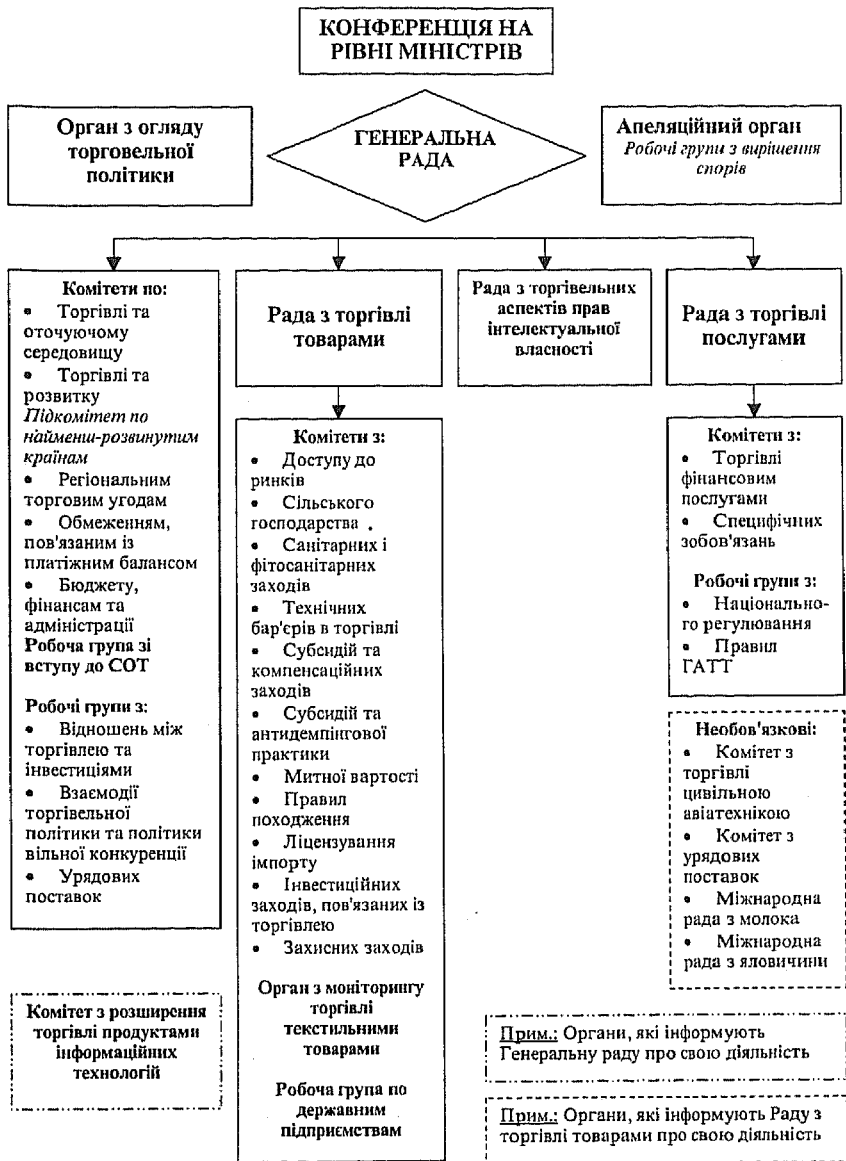 КОНФЕРЕНЦІЯ НА
РІВНІ МІНІСТРІВ
Орган з огляду
торговельної
політики
ГЕНЕРАЛЬНА
РАДА
Апеляційний орган
Робочі групи з вирішення
спорів
Комітети по:
• Торгівлі та
оточуючому
середовищу
• Торгівлі та
розвитку
Підкомітет по
найменш-розвинутим
країнам
• Регіональним
торговим угодам
• Обмеженням,
пов'язаним із
платіжним балансом
• Бюджету,
фінансам та
адміністрації
Робоча група зі
вступу до СОТ
Робочі групи з:
• Відношень між
торгівлею та
інвестиціями
• Взаємодії
торгівельної
політики та політики
вільної конкуренції
• Урядових
поставок
Рада з торгівлі
товарами
Рада з торгівельних
аспектів прав
інтелектуальної
власності
Рада з торгівлі
послугами
Комітети з:
• Доступу до
ринків
• Сільського
господарства .
• Санітарних і
фітосанітарних
заходів
• Технічних
бар'єрів в торгівлі
• Субсидій та
компенсаційних
заходів
• Субсидій та
антидемпінгової
практики
• Митної вартості
• Правил
походження
• Ліцензування
імпорту
• Інвестиційних
заходів, пов'язаних із
торгівлею
• Захисних заходів
Орган з моніторингу
торгівлі
текстильними
товарами
Робоча група по
державним
підприємствам
Комітети з:
• Торгівлі
фінансовим
послугами
• Специфічних
зобов'язань
Робочі групи з:
• Національно-
го регулювання
• Правил
ГАТТ
Необов'язкові:
• Комітет з
торгівлі
цивільною
авіатехнікою
• Комітет з
урядових
поставок
• Міжнародна
рада з молока
• Міжнародна
рада з яловичини
Комітет з розширення
торгівлі продуктами
інформаційних
технологій
Прим.: Органи, які інформують
Генеральну раду про свою діяльність
Прим.: Органи, які інформують Раду з
торгівлі товарами про свою діяльність